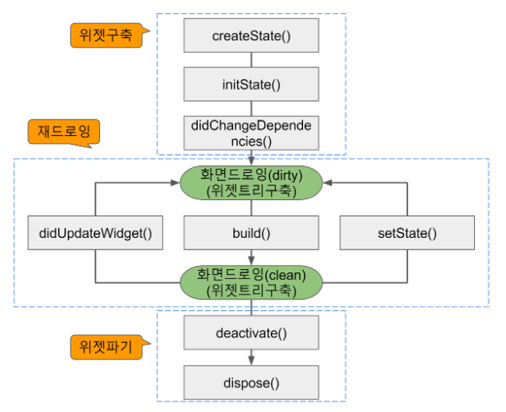 위젯구축
createState()
initState()
didChangeDepende
ncies()
재드로잉
화면드로잉(dirty)
(위젯트리구축)
didUpdateWidget()
build()
setState()
화면드로잉(clean)
(위젯트리구축)
위젯파기
deactivate()
dispose()